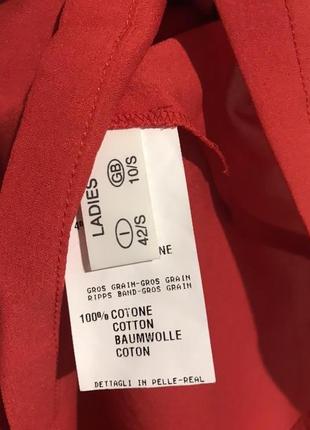 LADIES
GB
10/S
I
42/S
NE
GROS GRAIN-GROS GRAIN
RIPPS BAND-GROS GRAIN
100% COTONE
COTTON
BAUMWOLLE
COTON
DETTAGLI IN PELLE-REAL